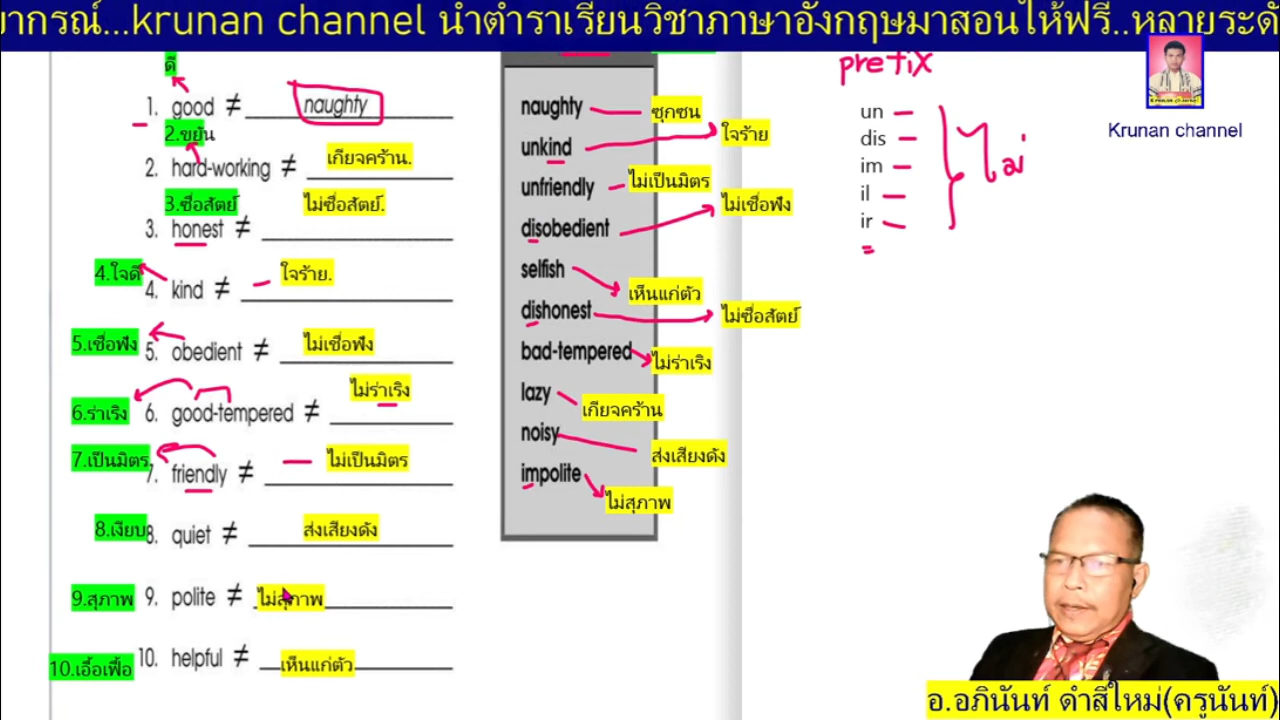 ยากรณ์...krunan channel นำตำราเรียนวิชาภาษาอังกฤษมาสอนให้ฟรี..หลายระดั
ดี
1. good ≠ naughty
2.ขยัน
2. hard-working ≠ เกียจคร้าน.
3.ซื่อสัตย์ ไม่ซื่อสัตย์.
3. honest ≠
4.ใจดี ใจร้าย.
4. kind ≠
5.เชื่อฟัง ไม่เชื่อฟัง
5. obedient ≠
ไม่ร่าเริง
6.ร่าเริง 6. good-tempered ≠
7.เป็นมิตร. ไม่เป็นมิตร
7. friendly ≠
8.เงียบ ส่งเสียงดัง
8. quiet ≠
9.สุภาพ 9. polite ≠ ไม่สุภาพ
10.เอื้อเฟื้อ 10. helpful ≠ เห็นแก่ตัว
naughty ซุกซน
unkind ใจร้าย
unfriendly ไม่เป็นมิตร
disobedient ไม่เชื่อฟัง
selfish เห็นแก่ตัว
dishonest ไม่ซื่อสัตย์
bad-tempered ไม่ร่าเริง
lazy เกียจคร้าน
noisy ส่งเสียงดัง
impolite ไม่สุภาพ
prefix
un
dis
im ไม่
il
ir
Krunan channel
อ.อภินันท์ ดำสีใหม่(ครูนันท์)